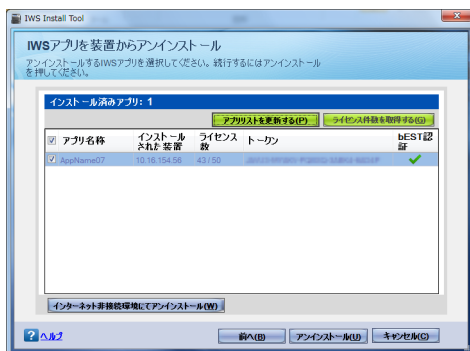 IWS Install Tool
IWSアプリを装置からアンインストール
アンインストールするIWSアプリを選択してください。続行するにはアンインストール
を押してください。
インストール済みアプリ: 1
アプリリストを更新する(P) ライセンス件数を取得する(G)
アプリ名称 インストールされた装置 ライセンス数 トークン bEST認証
AppName07 10.16.154.56 43 / 50
インターネット非接続環境にてアンインストール(W)
ヘルプ 前へ(B) アンインストール(U) キャンセル(C)